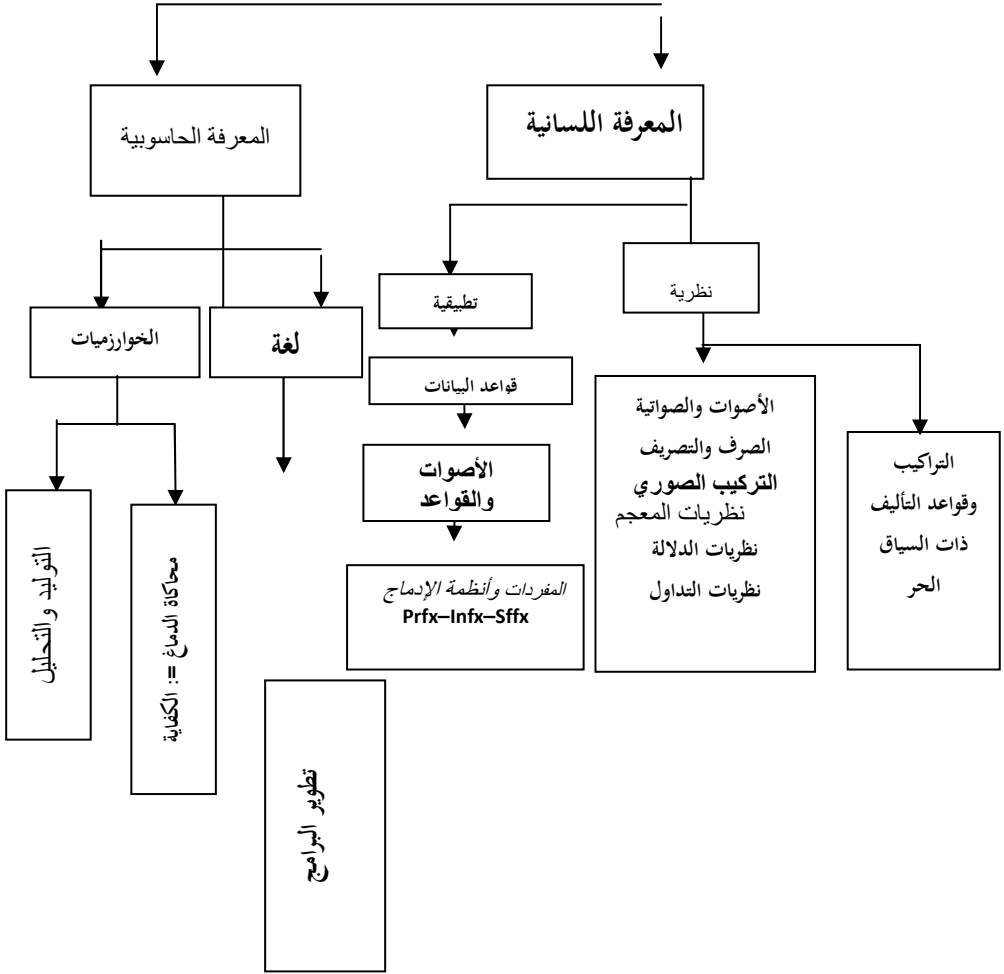 المعرفة اللسانية
المعرفة الحاسوبية
نظرية
تطبيقية
لغة
الخوارزميات
قواعد البيانات
الأصوات
والقواعد
المفردات وأنظمة الإدماج
Prfx–Infx–Sffx
الأصوات والصواتية
الصرف والتصريف
التركيب الصوري
نظريات المعجم
نظريات الدلالة
نظريات التداول
التراكيب
وقواعد التأليف
ذات السياق
الحر
تطوير البرامج
محاكاة الدماغ =: الكفاية
التوليد والتحليل